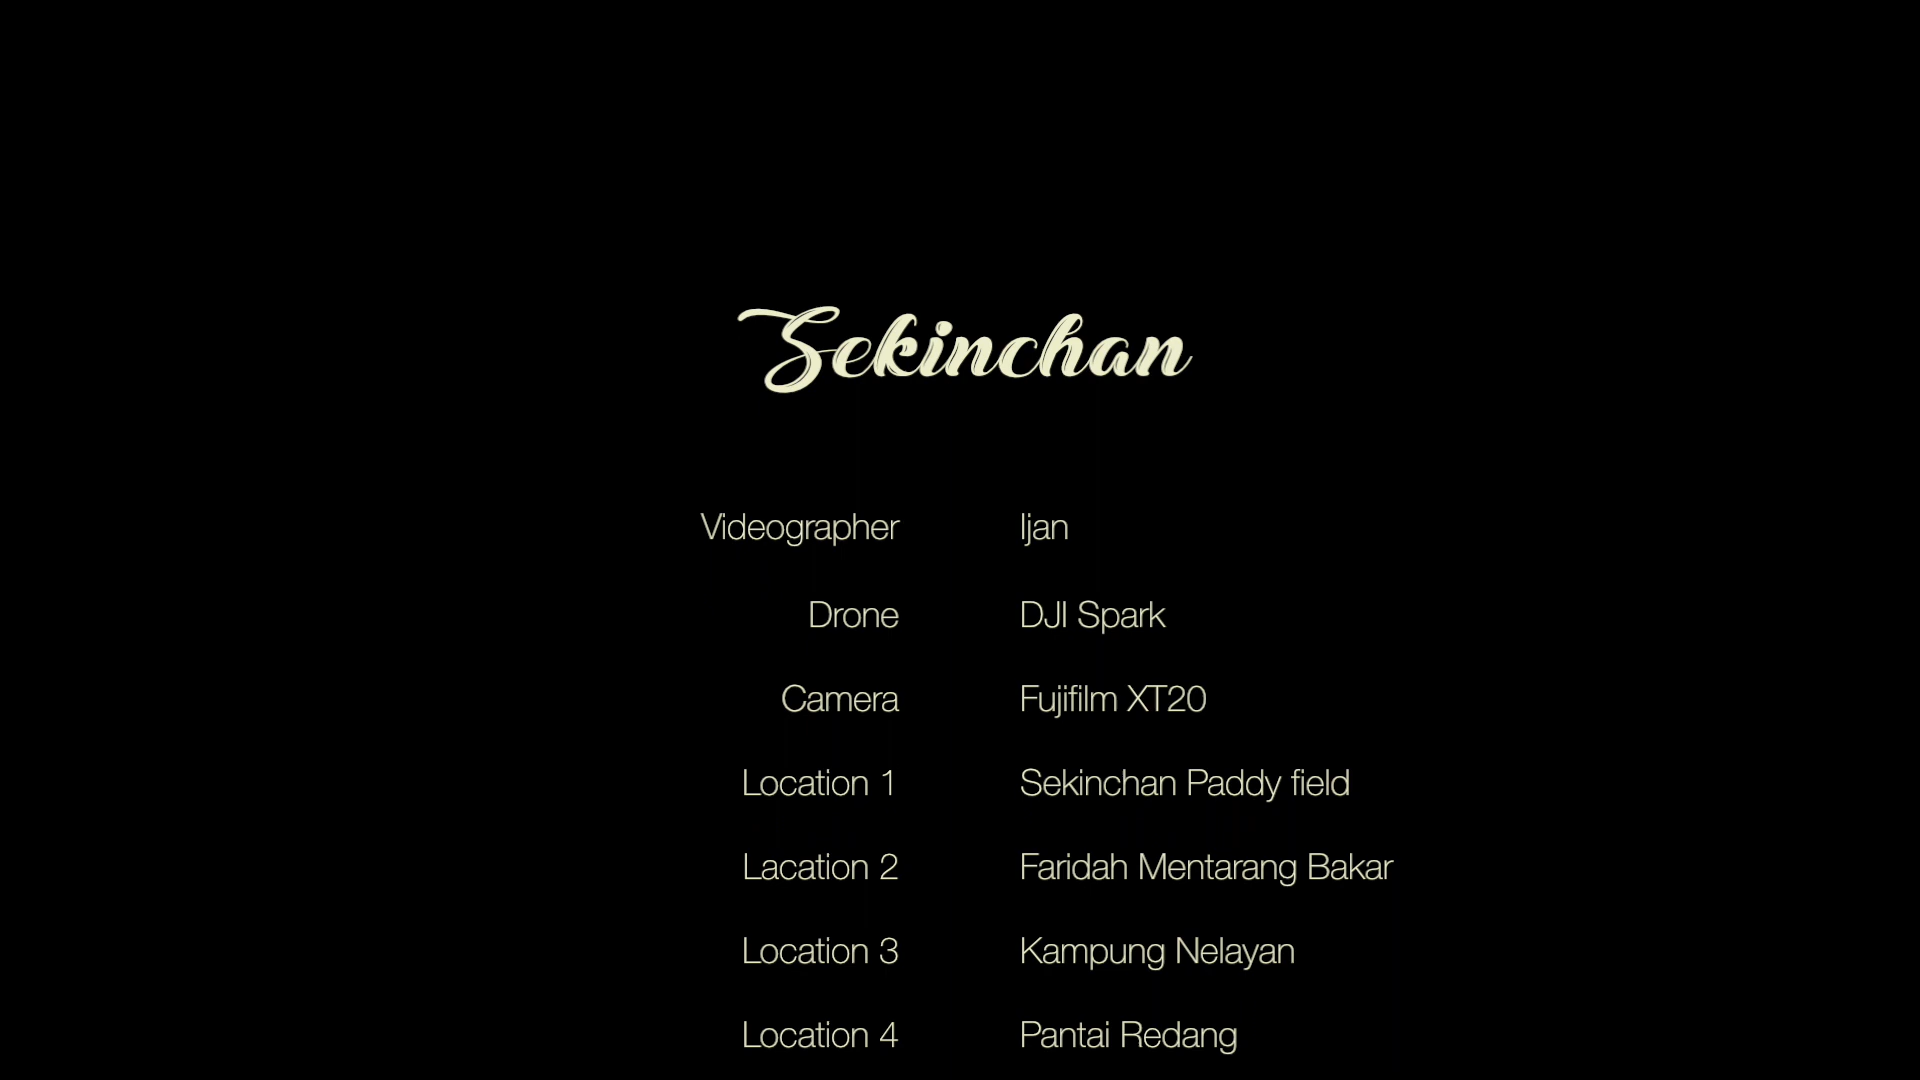 Sekinchan
Videographer Ijan
Drone DJI Spark
Camera Fujifilm XT20
Location 1 Sekinchan Paddy field
Lacation 2 Faridah Mentarang Bakar
Location 3 Kampung Nelayan
Location 4 Pantai Redang